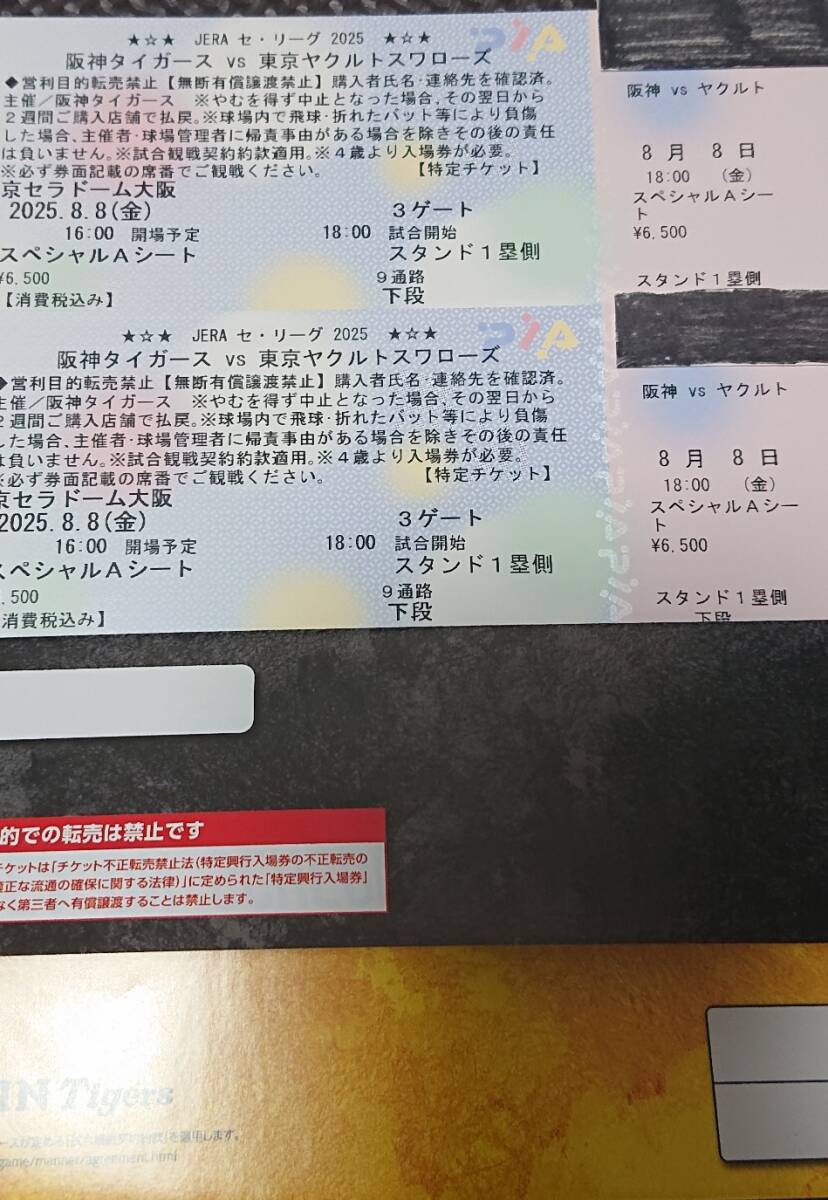 ★☆★ JERA セ・リーグ 2025 ★☆★
阪神タイガース vs 東京ヤクルトスワローズ
◆営利目的転売禁止【無断有償譲渡禁止】購入者氏名・連絡先を確認済。
主催／阪神タイガース ※やむを得ず中止となった場合,その翌日から
2週間ご購入店舗で払戻。※球場内で飛球・折れたバット等により負傷
した場合、主催者・球場管理者に帰責事由がある場合を除きその後の責任
は負いません。※試合観戦契約約款適用。※4歳より入場券が必要。
※必ず券面記載の席番でご観戦ください。 【特定チケット】
京セラドーム大阪
2025.8.8(金) 3ゲート
16:00 開場予定 18:00 試合開始
スペシャルAシート スタンド1塁側
¥6,500 9通路
【消費税込み】 下段
阪神 vs ヤクルト
8月 8日
18:00 (金)
スペシャルAシー
ト
¥6,500
スタンド1塁側
★☆★ JERA セ・リーグ 2025 ★☆★
阪神タイガース vs 東京ヤクルトスワローズ
◆営利目的転売禁止【無断有償譲渡禁止】購入者氏名・連絡先を確認済。
主催／阪神タイガース ※やむを得ず中止となった場合,その翌日から
2週間ご購入店舗で払戻。※球場内で飛球・折れたバット等により負傷
した場合、主催者・球場管理者に帰責事由がある場合を除きその後の責任
は負いません。※試合観戦契約約款適用。※4歳より入場券が必要。
※必ず券面記載の席番でご観戦ください。 【特定チケット】
京セラドーム大阪
2025.8.8(金) 3ゲート
16:00 開場予定 18:00 試合開始
スペシャルAシート スタンド1塁側
,500 9通路
消費税込み】 下段
阪神 vs ヤクルト
8月 8日
18:00 (金)
スペシャルAシー
ト
¥6,500
スタンド1塁側
下段
的での転売は禁止です
チケットは「チケット不正転売禁止法(特定興行入場券の不正転売の
適正な流通の確保に関する法律)」に定められた「特定興行入場券」
なく第三者へ有償譲渡することは禁止します。
IN Tigers
を適用します。
game/manner/agreement.html